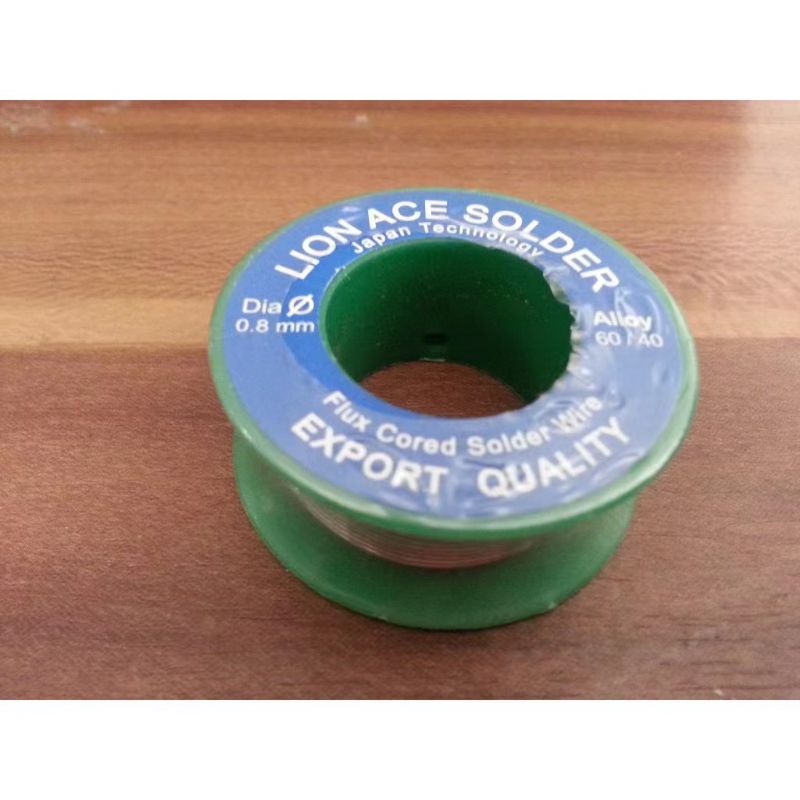 LION ACE SOLDER
Japan Technology
Dia Ø
0.8 mm
Alloy
60 / 40
Flux Cored Solder Wire
EXPORT QUALITY